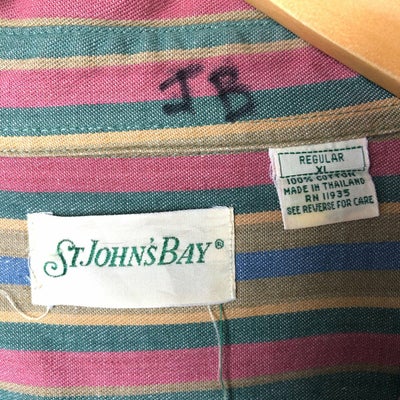 JB
REGULAR
XL
100% COTTON
MADE IN THAILAND
RN 11935
SEE REVERSE FOR CARE
ST.JOHN'S BAY®